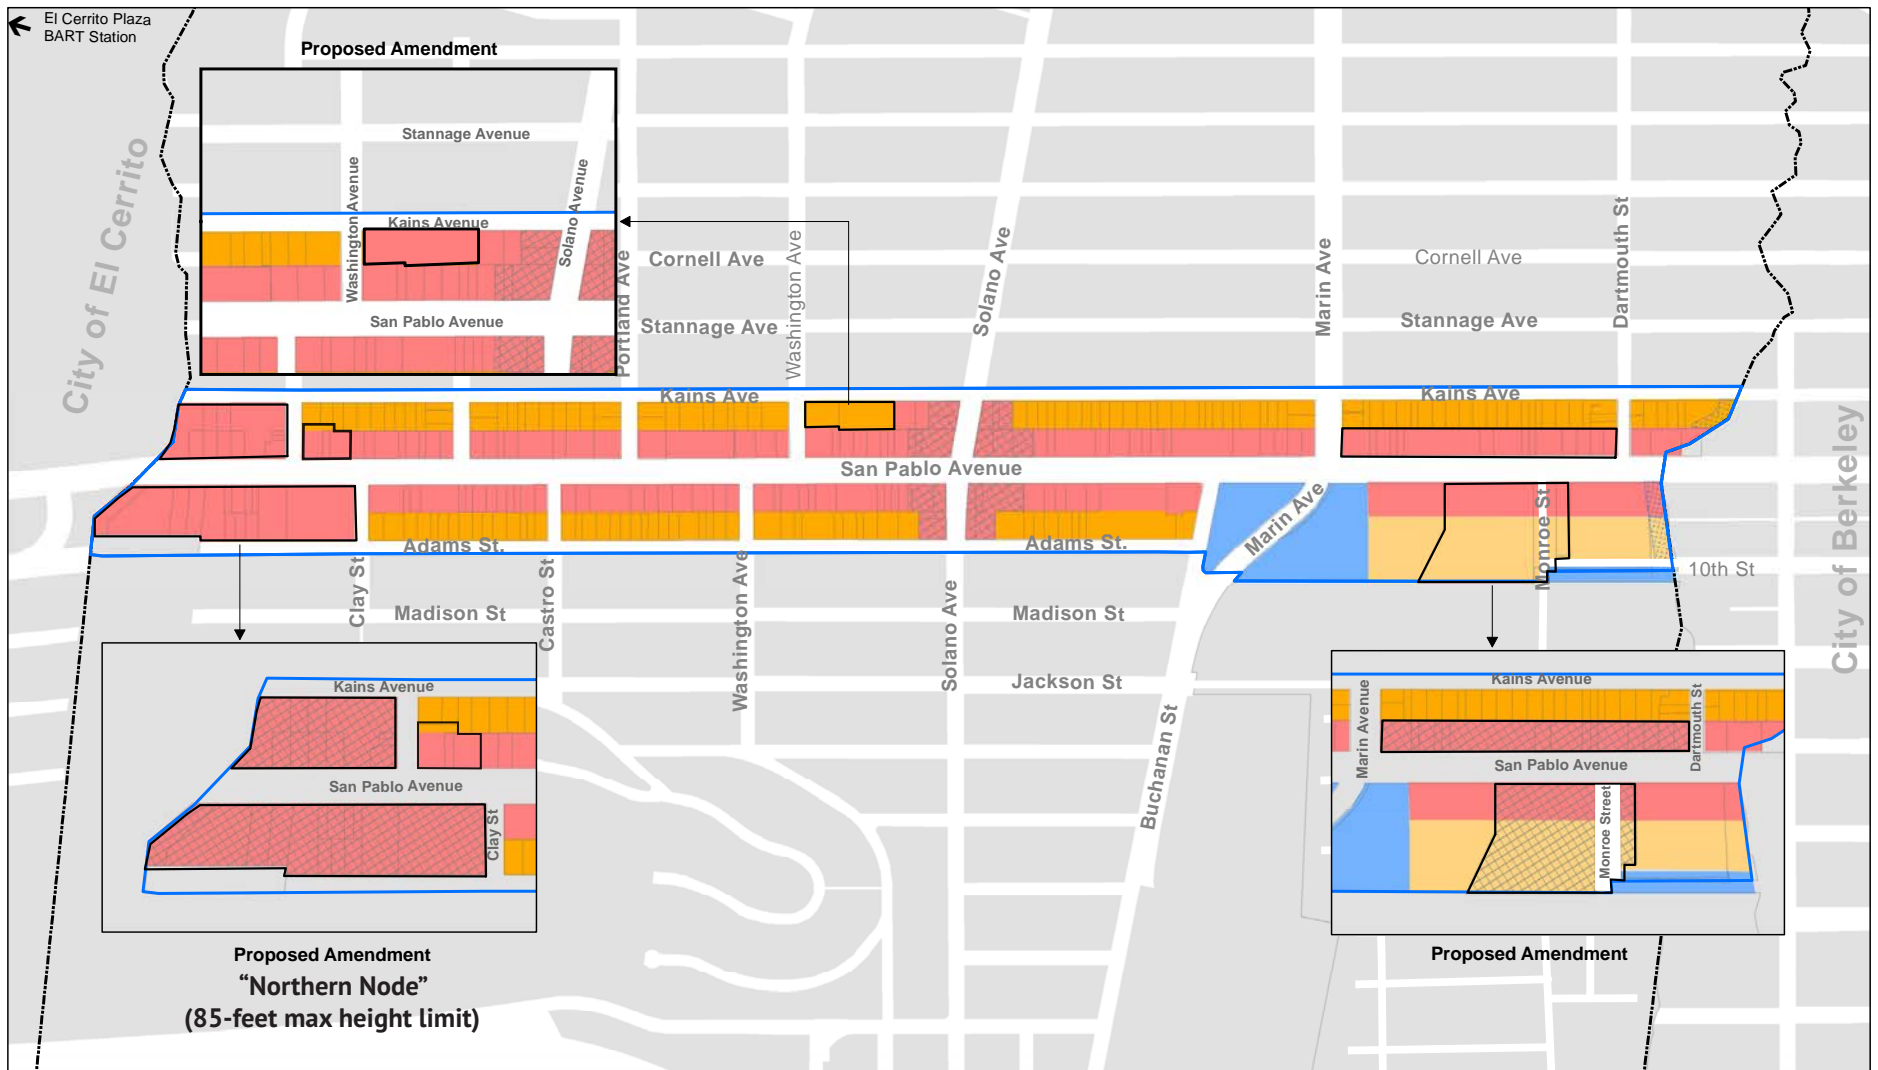 El Cerrito Plaza
BART Station
Proposed Amendment
Stannage Avenue
Washington Avenue
Solano Avenue
Kains Avenue
San Pablo Avenue
City of El Cerrito
Portland Ave
Cornell Ave
Stannage Ave
Washington Ave
Solano Ave
Marin Ave
Cornell Ave
Stannage Ave
Dartmouth St
Kains Ave
Kains Ave
San Pablo Avenue
City of Berkeley
Marin Ave
Monroe St
Adams St.
Adams St.
10th St
Clay St
Madison St
Castro St
Washington Ave
Solano Ave
Madison St
Jackson St
Buchanan St
Kains Avenue
San Pablo Avenue
Clay St
Proposed Amendment
“Northern Node”
(85-feet max height limit)
Kains Avenue
Marin Avenue
Dartmouth St
San Pablo Avenue
Monroe Street
Proposed Amendment